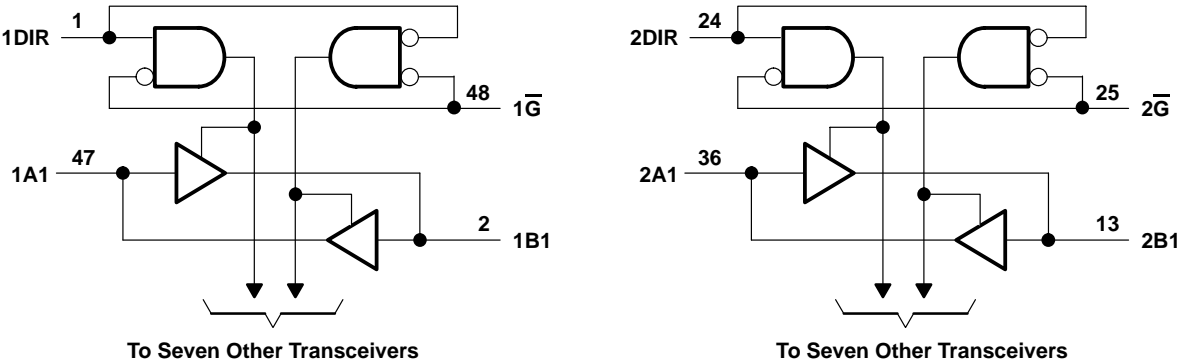 1DIR
1
48
1G̅
1A1
47
2
1B1
To Seven Other Transceivers
2DIR
24
25
2G̅
2A1
36
13
2B1
To Seven Other Transceivers